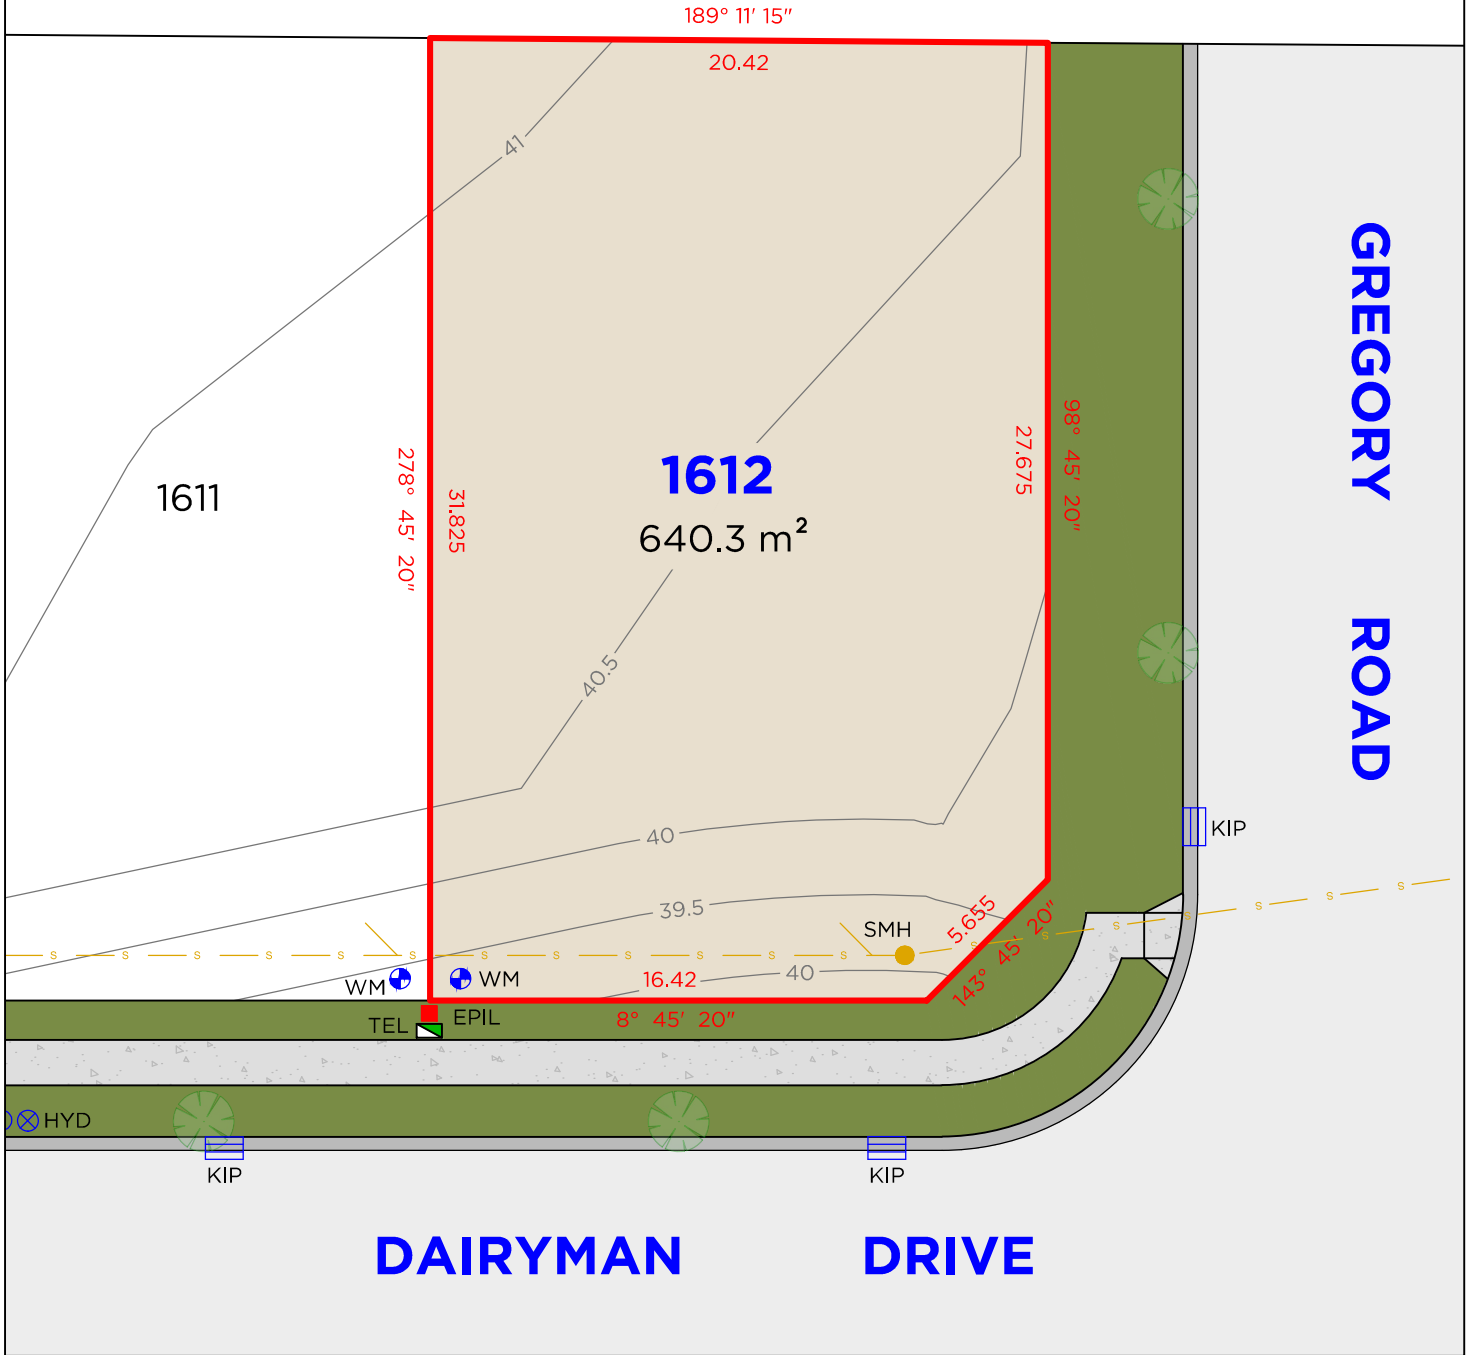 189° 11' 15"
20.42
41
GREGORY ROAD
98° 45' 20"
27.675
278° 45' 20"
31.825
1611
1612
640.3 m²
40.5
40
KIP
39.5
5.655
143° 45' 20"
SMH
S S S S S S S S S S S S S S S S
40
16.42
WM
WM
TEL
EPIL
8° 45' 20"
HYD
KIP
KIP
DAIRYMAN DRIVE